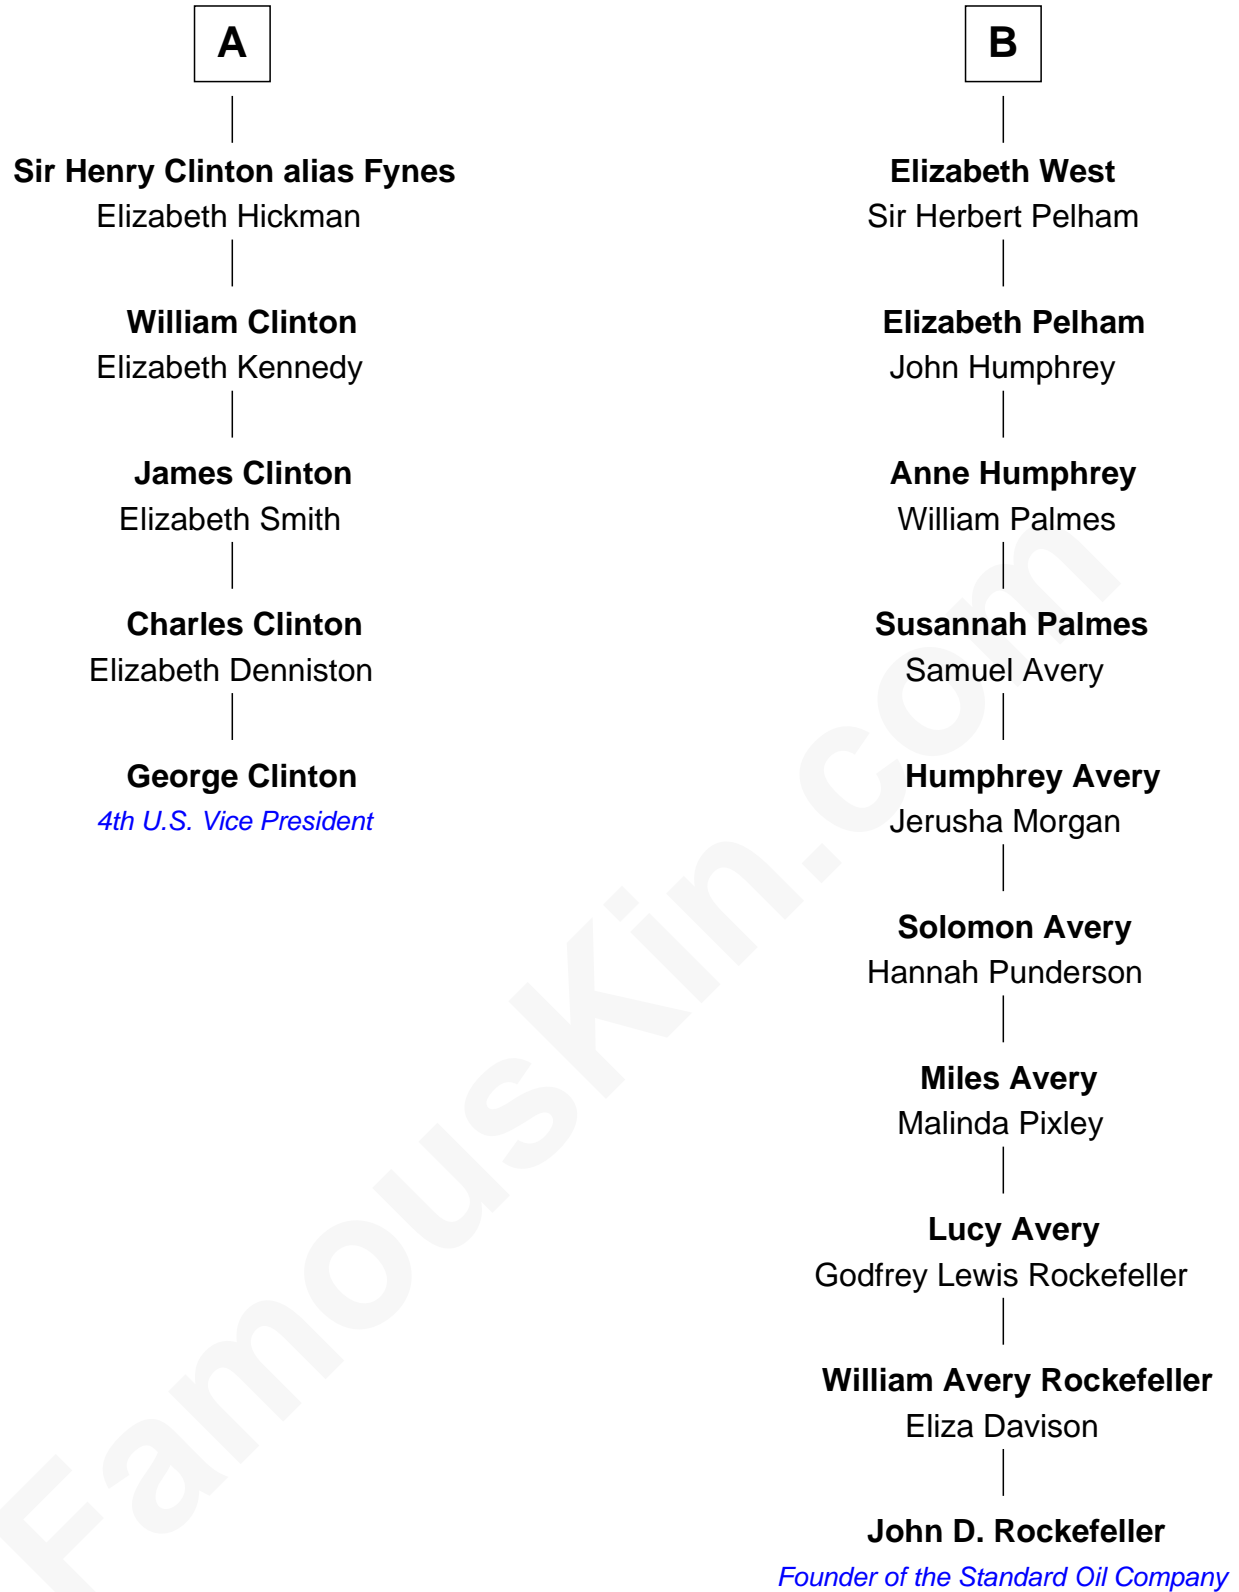 A
Sir Henry Clinton alias Fynes
Elizabeth Hickman
William Clinton
Elizabeth Kennedy
James Clinton
Elizabeth Smith
Charles Clinton
Elizabeth Denniston
George Clinton
4th U.S. Vice President
B
Elizabeth West
Sir Herbert Pelham
Elizabeth Pelham
John Humphrey
Anne Humphrey
William Palmes
Susannah Palmes
Samuel Avery
Humphrey Avery
Jerusha Morgan
Solomon Avery
Hannah Punderson
Miles Avery
Malinda Pixley
Lucy Avery
Godfrey Lewis Rockefeller
William Avery Rockefeller
Eliza Davison
John D. Rockefeller
Founder of the Standard Oil Company
FamousKin.com